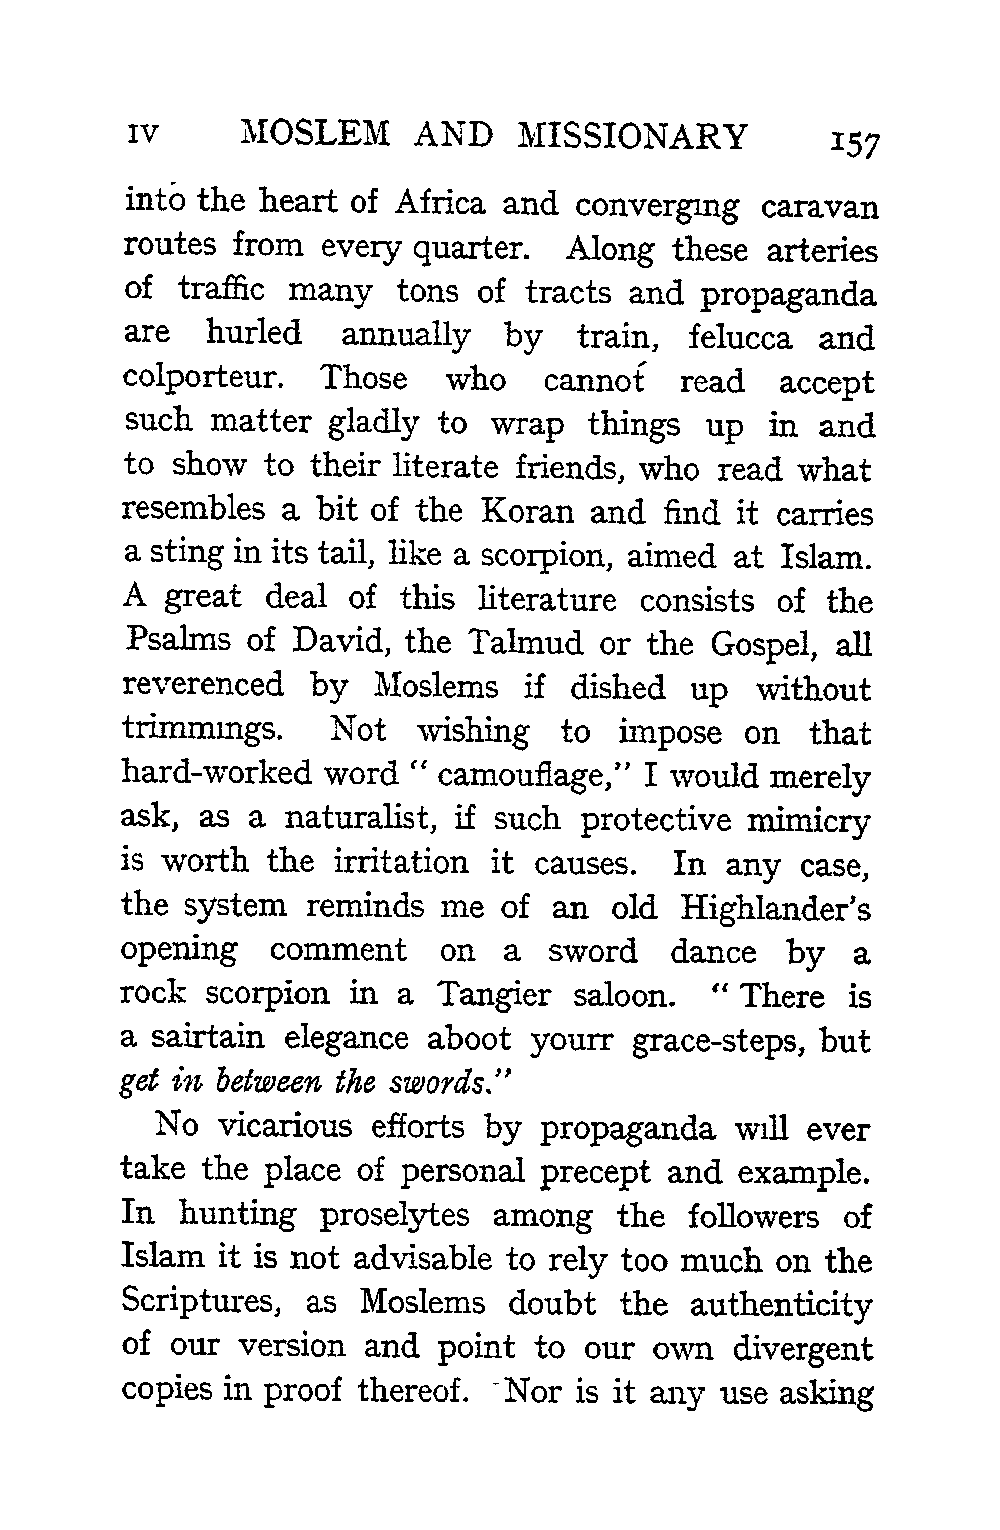 IV MOSLEM AND MISSIONARY 157
into the heart of Africa and converging caravan
routes from every quarter. Along these arteries
of traffic many tons of tracts and propaganda
are hurled annually by train, felucca and
colporteur. Those who cannot read accept
such matter gladly to wrap things up in and
to show to their literate friends, who read what
resembles a bit of the Koran and find it carries
a sting in its tail, like a scorpion, aimed at Islam.
A great deal of this literature consists of the
Psalms of David, the Talmud or the Gospel, all
reverenced by Moslems if dished up without
trimmings. Not wishing to impose on that
hard-worked word “ camouflage,” I would merely
ask, as a naturalist, if such protective mimicry
is worth the irritation it causes. In any case,
the system reminds me of an old Highlander’s
opening comment on a sword dance by a
rock scorpion in a Tangier saloon. “ There is
a sairtain elegance aboot yourr grace-steps, but
get in between the swords.”
No vicarious efforts by propaganda will ever
take the place of personal precept and example.
In hunting proselytes among the followers of
Islam it is not advisable to rely too much on the
Scriptures, as Moslems doubt the authenticity
of our version and point to our own divergent
copies in proof thereof. Nor is it any use asking